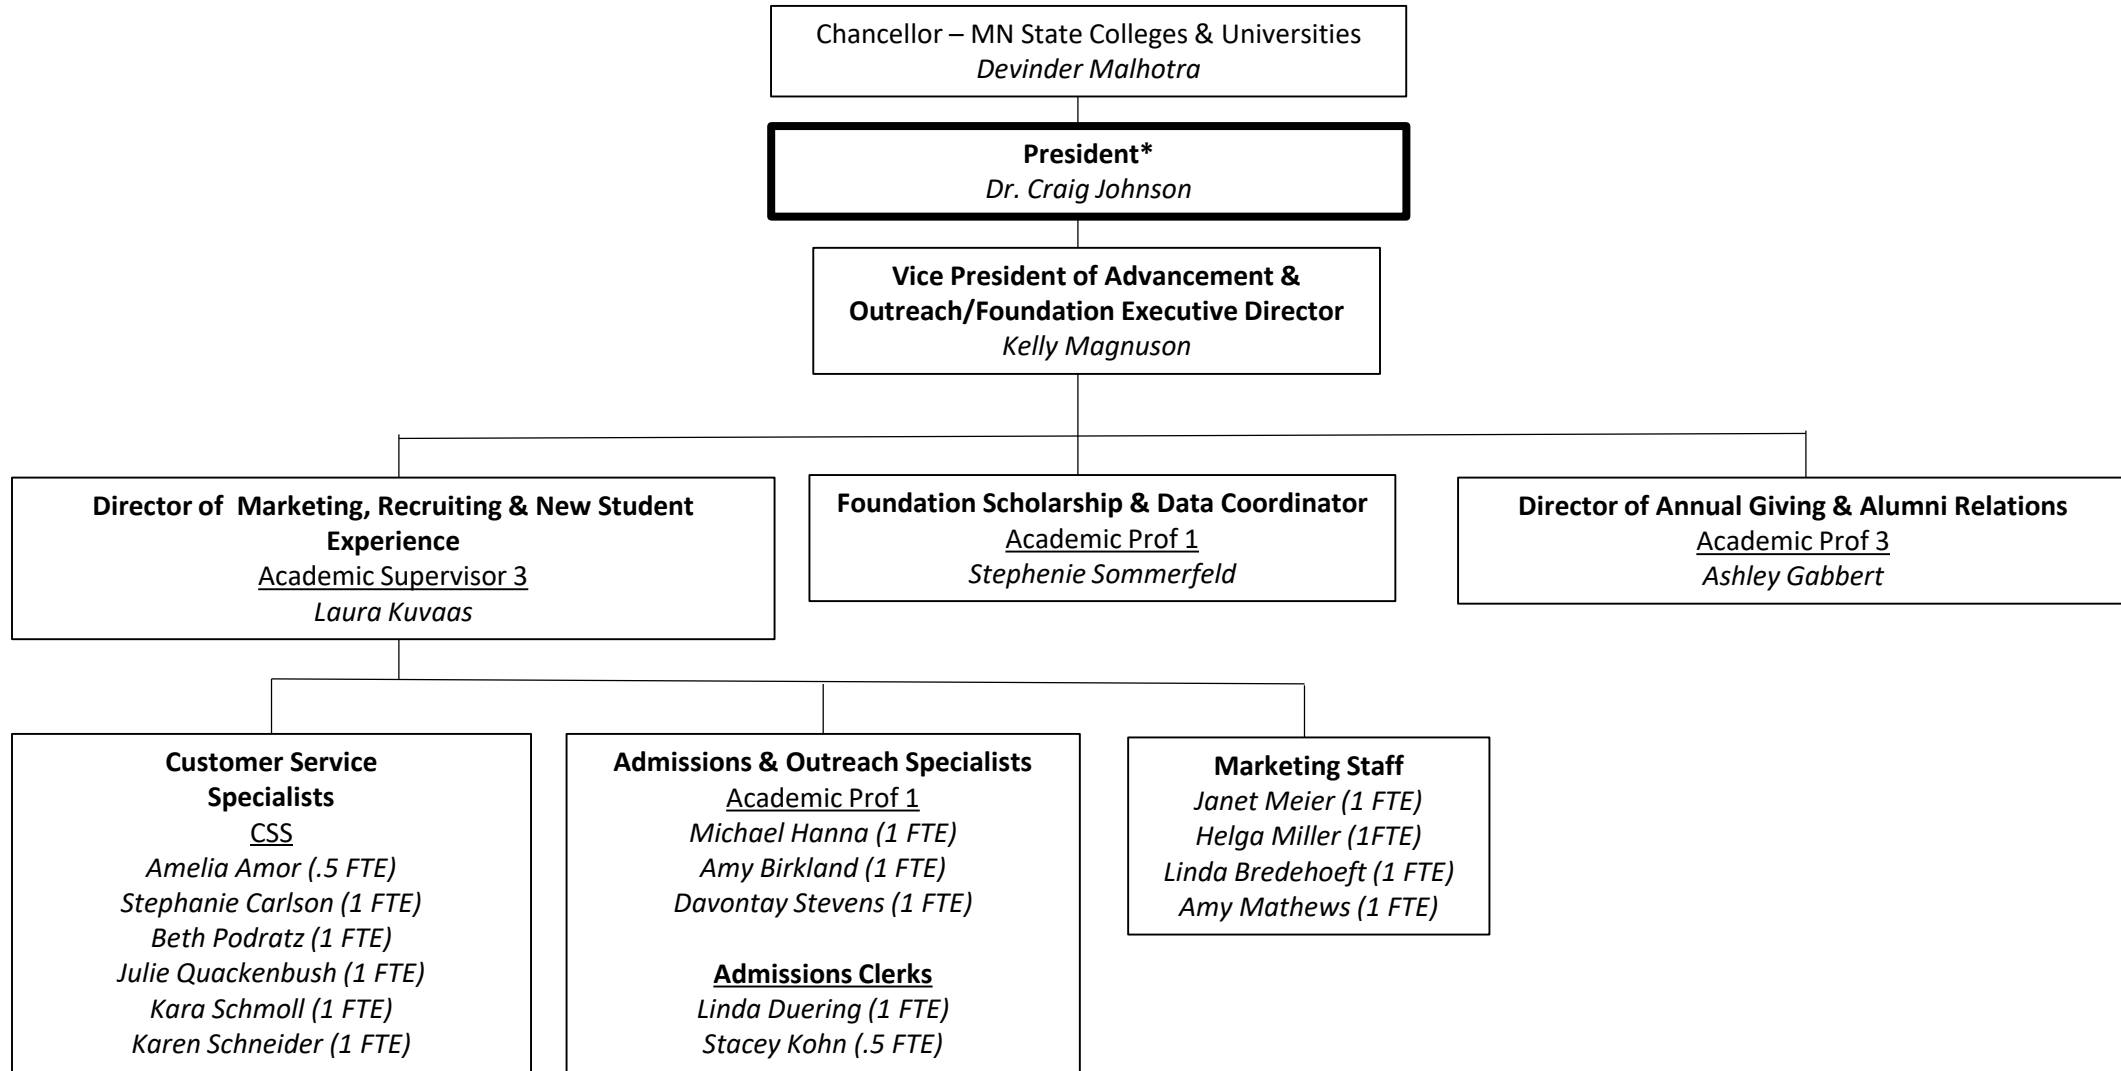 Chancellor – MN State Colleges & Universities
Devinder Malhotra
President*
Dr. Craig Johnson
Vice President of Advancement &
Outreach/Foundation Executive Director
Kelly Magnuson
Director of  Marketing, Recruiting & New Student
Experience
Academic Supervisor 3
Laura Kuvaas
Foundation Scholarship & Data Coordinator
Academic Prof 1
Stephenie Sommerfeld
Director of Annual Giving & Alumni Relations
Academic Prof 3
Ashley Gabbert
Customer Service
Specialists
CSS
Amelia Amor (.5 FTE)
Stephanie Carlson (1 FTE)
Beth Podratz (1 FTE)
Julie Quackenbush (1 FTE)
Kara Schmoll (1 FTE)
Karen Schneider (1 FTE)
Admissions & Outreach Specialists
Academic Prof 1
Michael Hanna (1 FTE)
Amy Birkland (1 FTE)
Davontay Stevens (1 FTE)
Admissions Clerks
Linda Duering (1 FTE)
Stacey Kohn (.5 FTE)
Marketing Staff
Janet Meier (1 FTE)
Helga Miller (1FTE)
Linda Bredehoeft (1 FTE)
Amy Mathews (1 FTE)